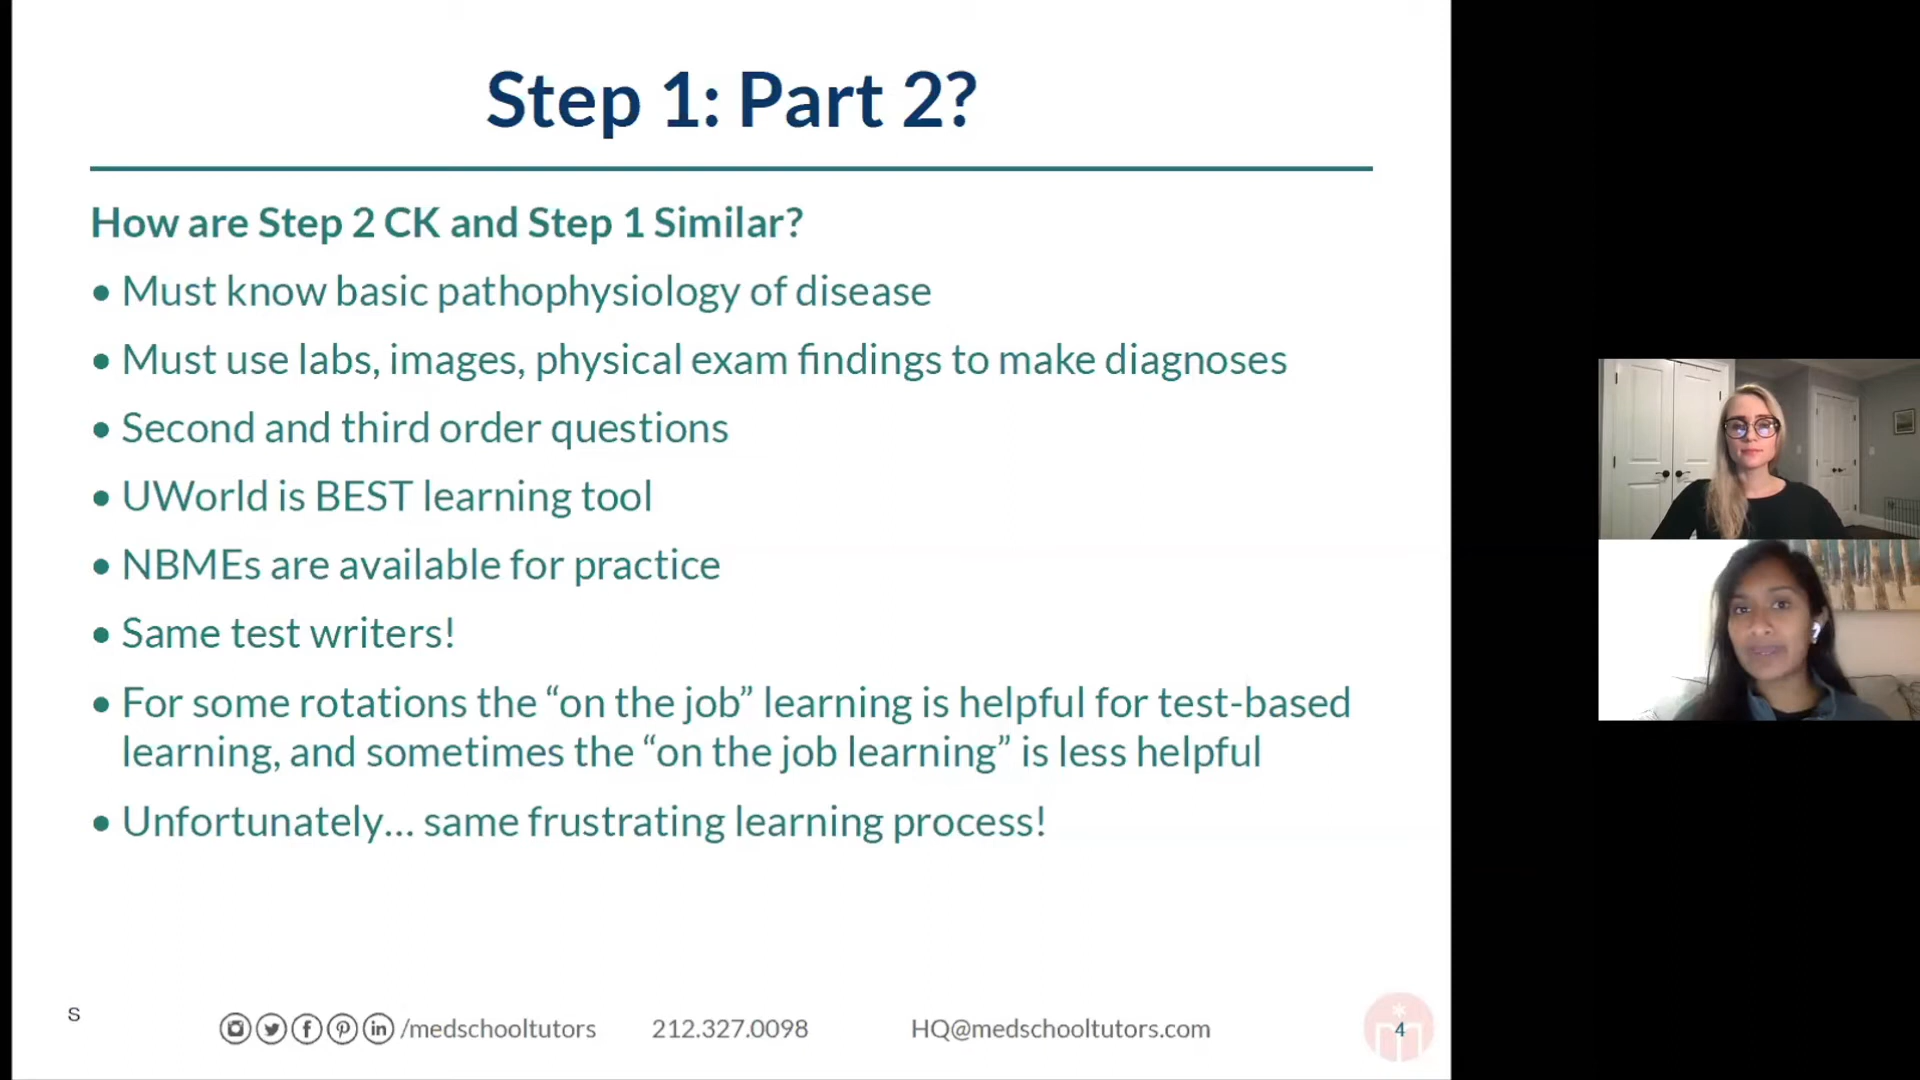 Step 1: Part 2?
How are Step 2 CK and Step 1 Similar?
• Must know basic pathophysiology of disease
• Must use labs, images, physical exam findings to make diagnoses
• Second and third order questions
• UWorld is BEST learning tool
• NBMEs are available for practice
• Same test writers!
• For some rotations the “on the job” learning is helpful for test-based
learning, and sometimes the “on the job learning” is less helpful
• Unfortunately... same frustrating learning process!
S
/medschooltutors 212.327.0098 HQ@medschooltutors.com 4